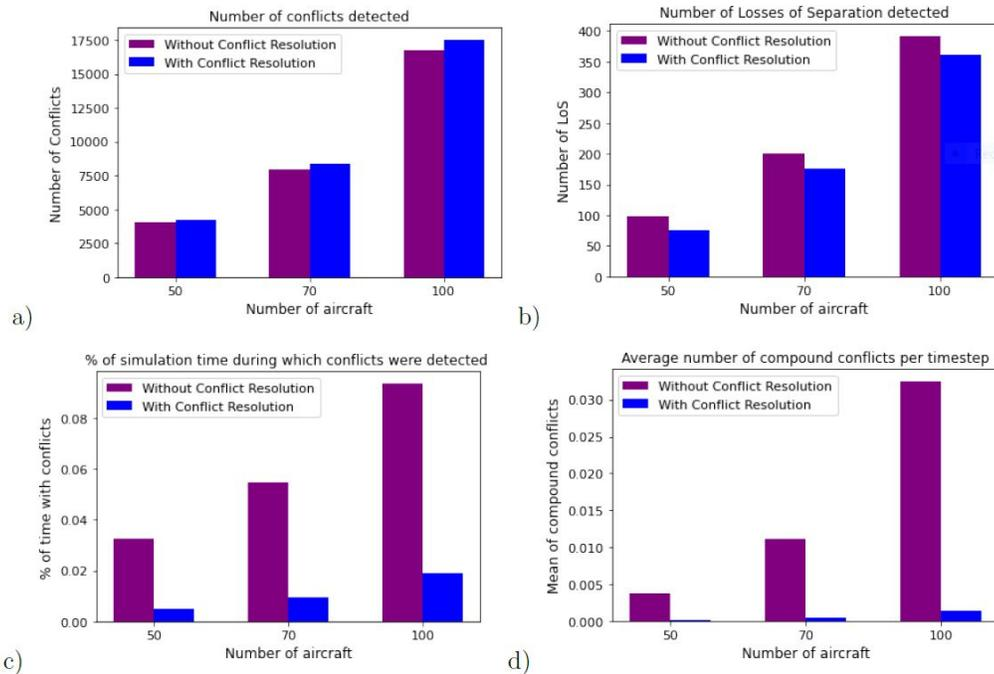 Number of conflicts detected
Without Conflict Resolution
With Conflict Resolution
Number of Conflicts
17500
15000
12500
10000
7500
5000
2500
0
50 70 100
Number of aircraft
a)
Number of Losses of Separation detected
Without Conflict Resolution
With Conflict Resolution
Number of LoS
400
350
300
250
200
150
100
50
0
50 70 100
Number of aircraft
b)
% of simulation time during which conflicts were detected
Without Conflict Resolution
With Conflict Resolution
% of time with conflicts
0.08
0.06
0.04
0.02
0.00
50 70 100
Number of aircraft
c)
Average number of compound conflicts per timestep
Without Conflict Resolution
With Conflict Resolution
Mean of compound conflicts
0.030
0.025
0.020
0.015
0.010
0.005
0.000
50 70 100
Number of aircraft
d)